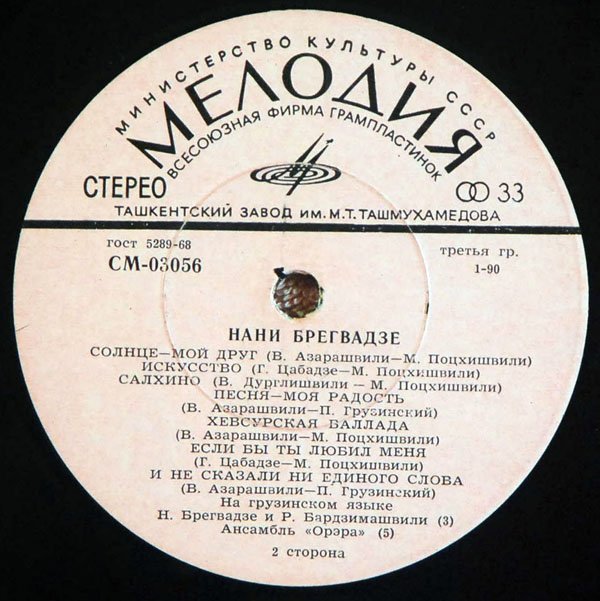 МИНИСТЕРСТВО КУЛЬТУРЫ СССР
МЕЛОДИЯ
ВСЕСОЮЗНАЯ ФИРМА ГРАМПЛАСТИНОК
СТЕРЕО
33
ТАШКЕНТСКИЙ ЗАВОД ИМ. М.Т. ТАШМУХАМЕДОВА
гост 5289-68
третья гр.
СМ-03056
1-90
НАНИ БРЕГВАДЗЕ
СОЛНЦЕ—МОЙ ДРУГ (В. Азарашвили—М. Поцхишвили)
ИСКУССТВО (Г. Цабадзе—М. Поцхишвили)
САЛХИНО (В. Дурглишвили — М. Поцхишвили)
ПЕСНЯ—МОЯ РАДОСТЬ
(В. Азарашвили—П. Грузинский)
ХЕВСУРСКАЯ БАЛЛАДА
(В. Азарашвили—М. Поцхишвили)
ЕСЛИ БЫ ТЫ ЛЮБИЛ МЕНЯ
(Г. Цабадзе—М. Поцхишвили)
И НЕ СКАЗАЛИ НИ ЕДИНОГО СЛОВА
(В. Азарашвили—П. Грузинский)
На грузинском языке
Н. Брегвадзе и Р. Бардзимашвили (3)
Ансамбль «Орэра» (5)
2 сторона